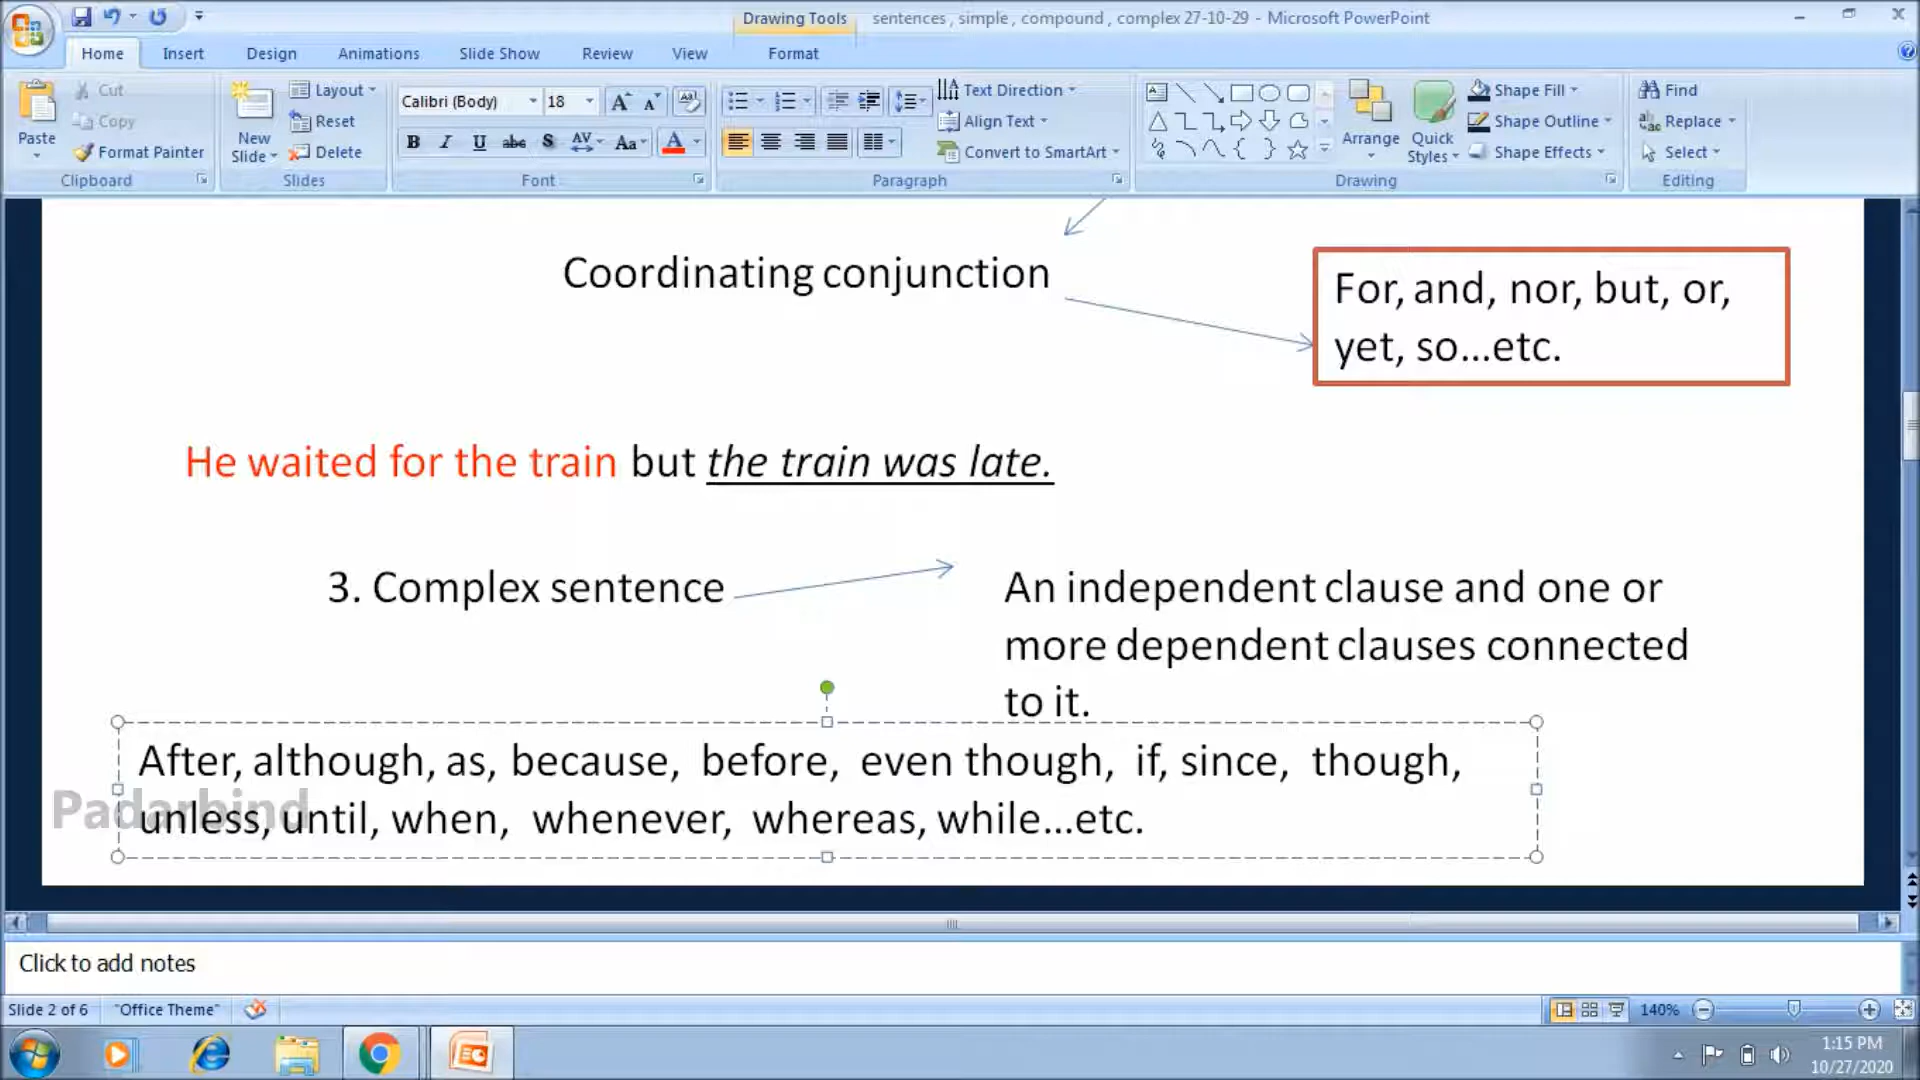 Drawing Tools
sentences , simple , compound , complex 27-10-29 - Microsoft PowerPoint
Home Insert Design Animations Slide Show Review View Format
Paste
Cut
Copy
Format Painter
Clipboard
New Slide
Layout
Reset
Delete
Slides
Calibri (Body) 18
B I U abc S AV Aa A
Font
Text Direction
Align Text
Convert to SmartArt
Paragraph
Arrange
Quick Styles
Shape Fill
Shape Outline
Shape Effects
Drawing
Find
Replace
Select
Editing
Coordinating conjunction
For, and, nor, but, or,
yet, so...etc.
He waited for the train but the train was late.
3. Complex sentence
An independent clause and one or
more dependent clauses connected
to it.
After, although, as, because, before, even though, if, since, though,
unless, until, when, whenever, whereas, while...etc.
Padarbind
Click to add notes
Slide 2 of 6 "Office Theme" 140%
1:15 PM
10/27/2020